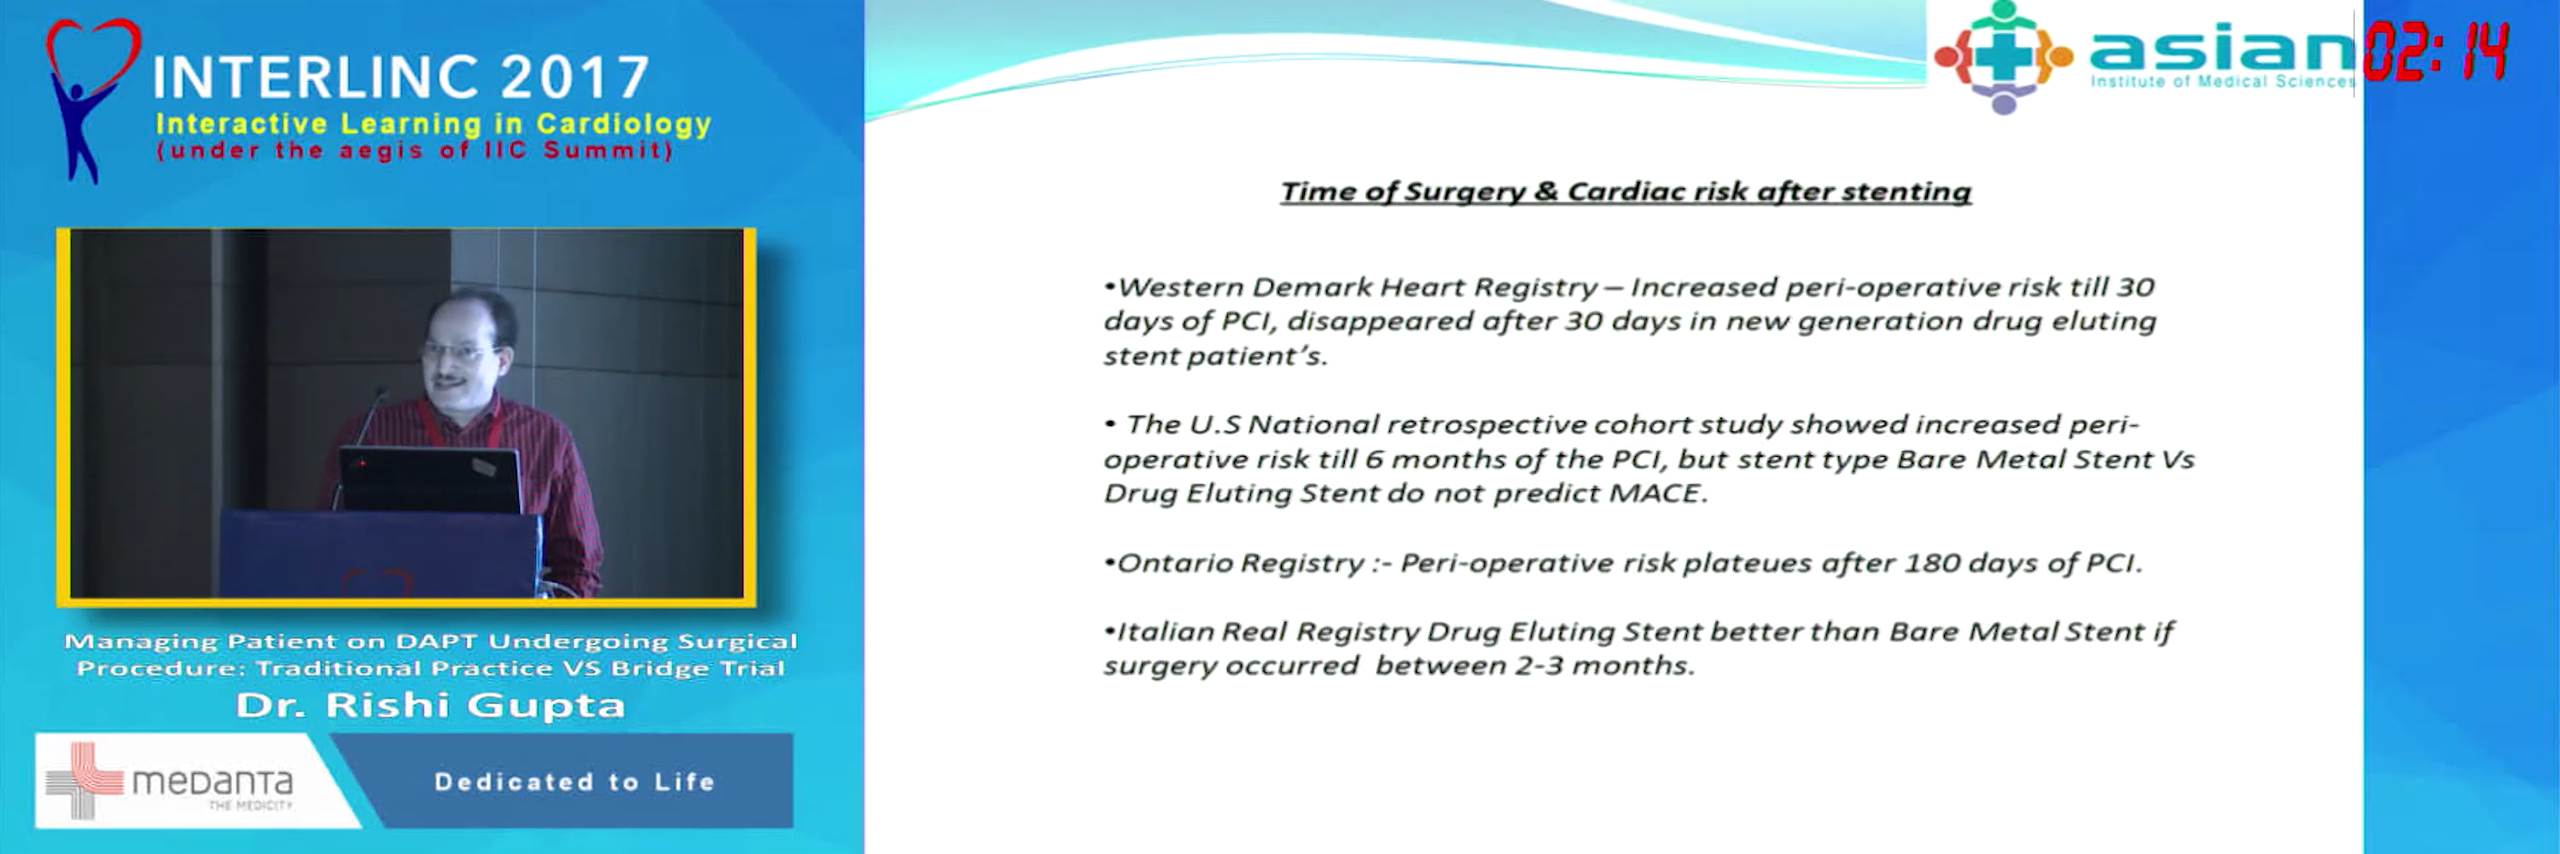 INTERLINC 2017
Interactive Learning in Cardiology
(under the aegis of IIC Summit)
Managing Patient on DAPT Undergoing Surgical
Procedure: Traditional Practice VS Bridge Trial
Dr. Rishi Gupta
medanta
THE MEDICITY
Dedicated to Life
asian
Institute of Medical Sciences
02:14
Time of Surgery & Cardiac risk after stenting
•Western Demark Heart Registry – Increased peri-operative risk till 30
days of PCI, disappeared after 30 days in new generation drug eluting
stent patient's.
• The U.S National retrospective cohort study showed increased peri-
operative risk till 6 months of the PCI, but stent type Bare Metal Stent Vs
Drug Eluting Stent do not predict MACE.
•Ontario Registry :- Peri-operative risk plateues after 180 days of PCI.
•Italian Real Registry Drug Eluting Stent better than Bare Metal Stent if
surgery occurred between 2-3 months.